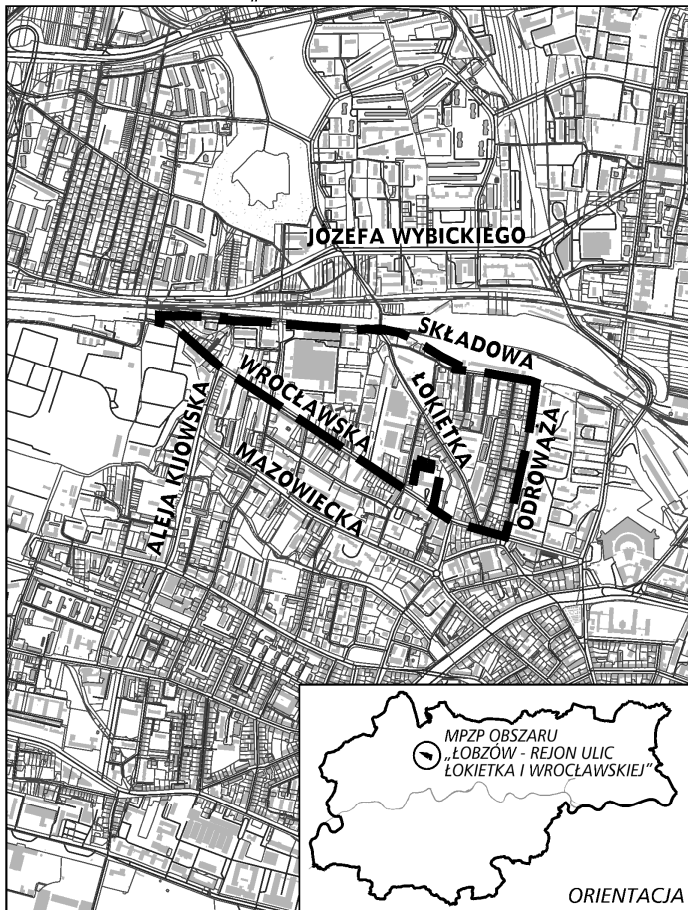 JÓZEFA WYBICKIEGO
SKŁADOWA
WROCŁAWSKA
ŁOKIETKA
ALEJA KIJOWSKA
MAZOWIECKA
ODROWĄŻA
MPZP OBSZARU
„ŁOBZÓW - REJON ULIC
ŁOKIETKA I WROCŁAWSKIEJ”
ORIENTACJA